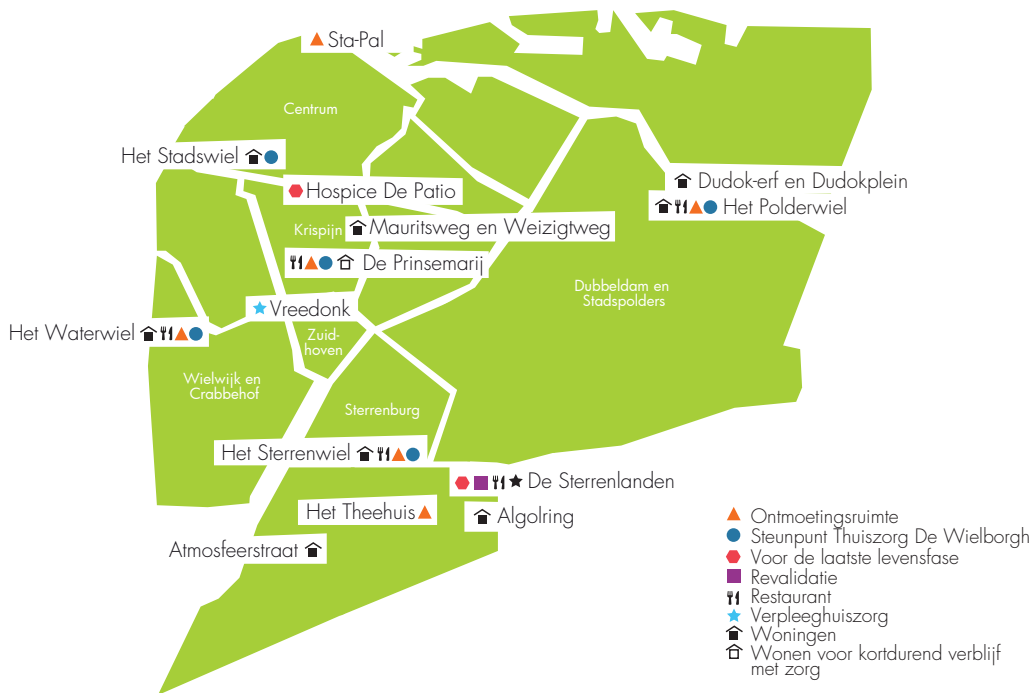 Sta-Pal
Centrum
Het Stadswiel
Hospice De Patio
Dudok-erf en Dudokplein
Het Polderwiel
Krispijn
Mauritsweg en Weizigtweg
De Prinsemarij
Dubbeldam en
Stadspolders
Vreedonk
Het Waterwiel
Zuid-
hoven
Wielwijk en
Crabbehof
Sterrenburg
Het Sterrenwiel
De Sterrenlanden
Het Theehuis
Algolring
Atmosfeerstraat
Ontmoetingsruimte
Steunpunt Thuiszorg De Wielborgh
Voor de laatste levensfase
Revalidatie
Restaurant
Verpleeghuiszorg
Woningen
Wonen voor kortdurend verblijf
met zorg